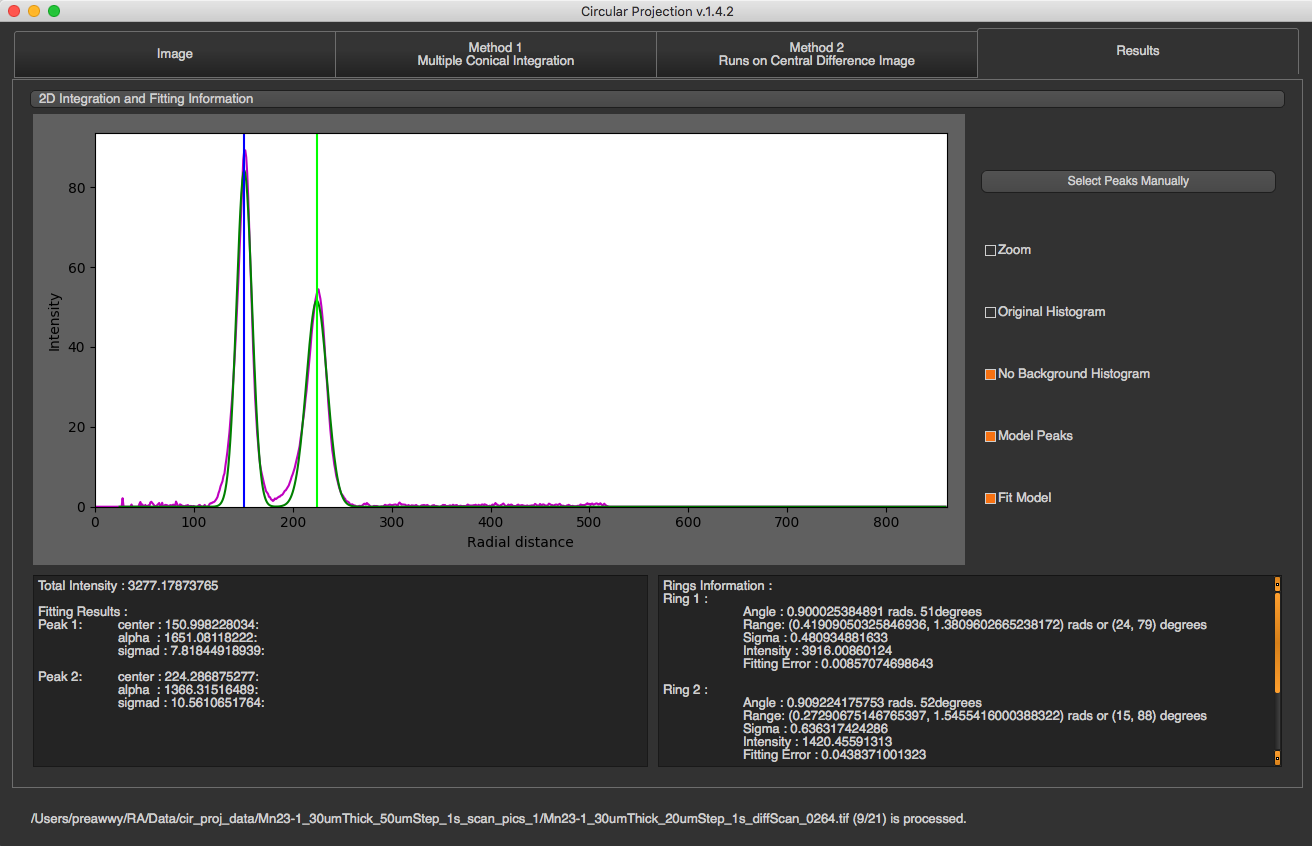 Circular Projection v.1.4.2
Image
Method 1
Multiple Conical Integration
Method 2
Runs on Central Difference Image
Results
2D Integration and Fitting Information
80
60
40
20
0
Intensity
0 100 200 300 400 500 600 700 800
Radial distance
Select Peaks Manually
Zoom
Original Histogram
No Background Histogram
Model Peaks
Fit Model
Total Intensity : 3277.17873765
Fitting Results :
Peak 1: center : 150.998228034:
alpha : 1651.08118222:
sigmad : 7.81844918939:
Peak 2: center : 224.286875277:
alpha : 1366.31516489:
sigmad : 10.5610651764:
Rings Information :
Ring 1 :
Angle : 0.900025384891 rads. 51degrees
Range: (0.41909050325846936, 1.3809602665238172) rads or (24, 79) degrees
Sigma : 0.480934881633
Intensity : 3916.00860124
Fitting Error : 0.00857074698643
Ring 2 :
Angle : 0.909224175753 rads. 52degrees
Range: (0.27290675146765397, 1.5455416000388322) rads or (15, 88) degrees
Sigma : 0.636317424286
Intensity : 1420.45591313
Fitting Error : 0.0438371001323
/Users/preawwy/RA/Data/cir_proj_data/Mn23-1_30umThick_50umStep_1s_scan_pics_1/Mn23-1_30umThick_20umStep_1s_diffScan_0264.tif (9/21) is processed.